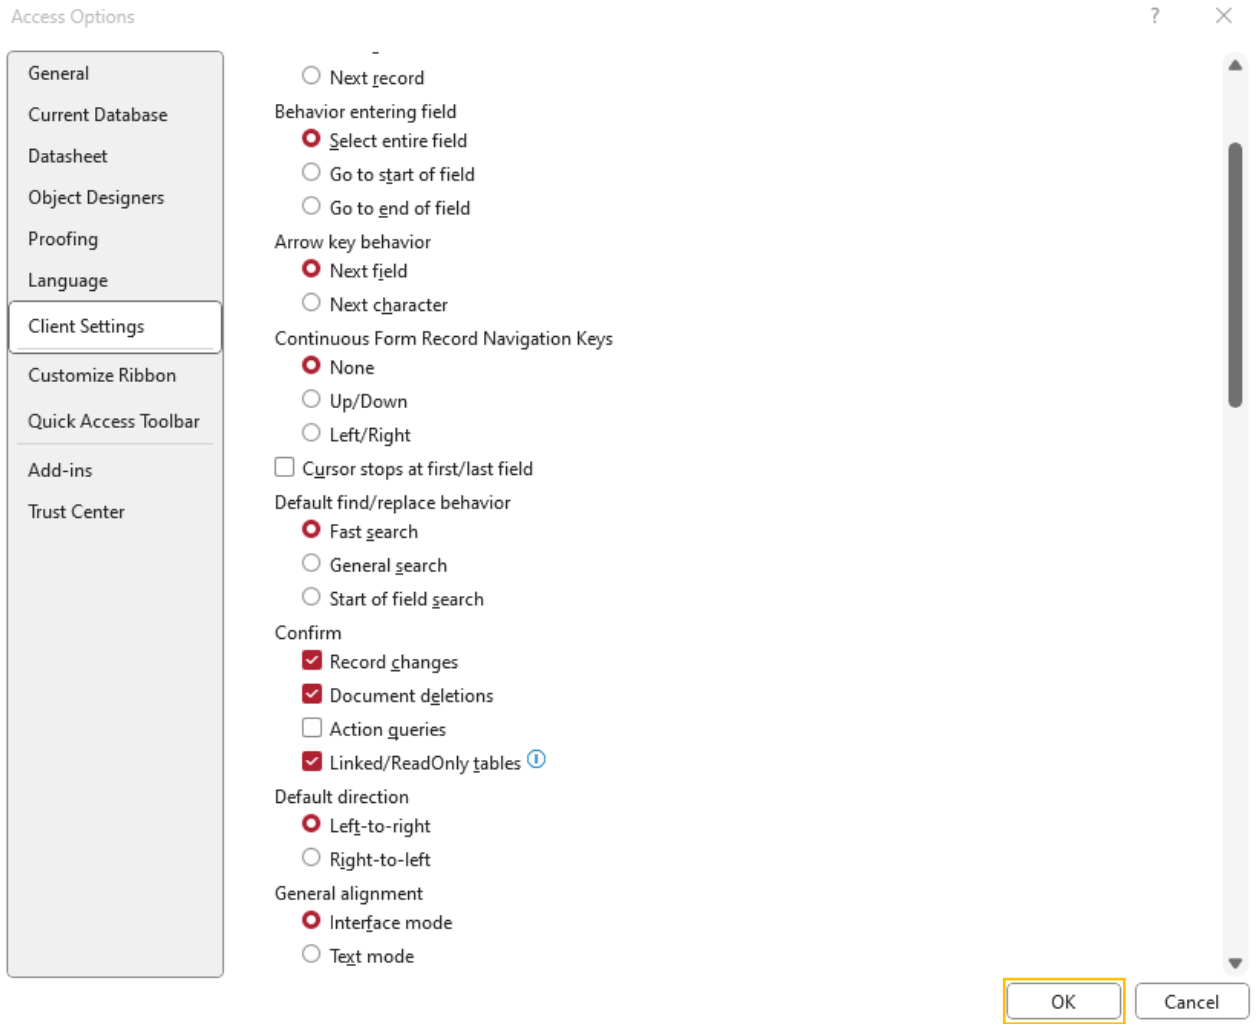 Access Options
?
General
Current Database
Datasheet
Object Designers
Proofing
Language
Client Settings
Customize Ribbon
Quick Access Toolbar
Add-ins
Trust Center
Next record
Behavior entering field
Select entire field
Go to start of field
Go to end of field
Arrow key behavior
Next field
Next character
Continuous Form Record Navigation Keys
None
Up/Down
Left/Right
Cursor stops at first/last field
Default find/replace behavior
Fast search
General search
Start of field search
Confirm
Record changes
Document deletions
Action queries
Linked/ReadOnly tables
Default direction
Left-to-right
Right-to-left
General alignment
Interface mode
Text mode
OK
Cancel